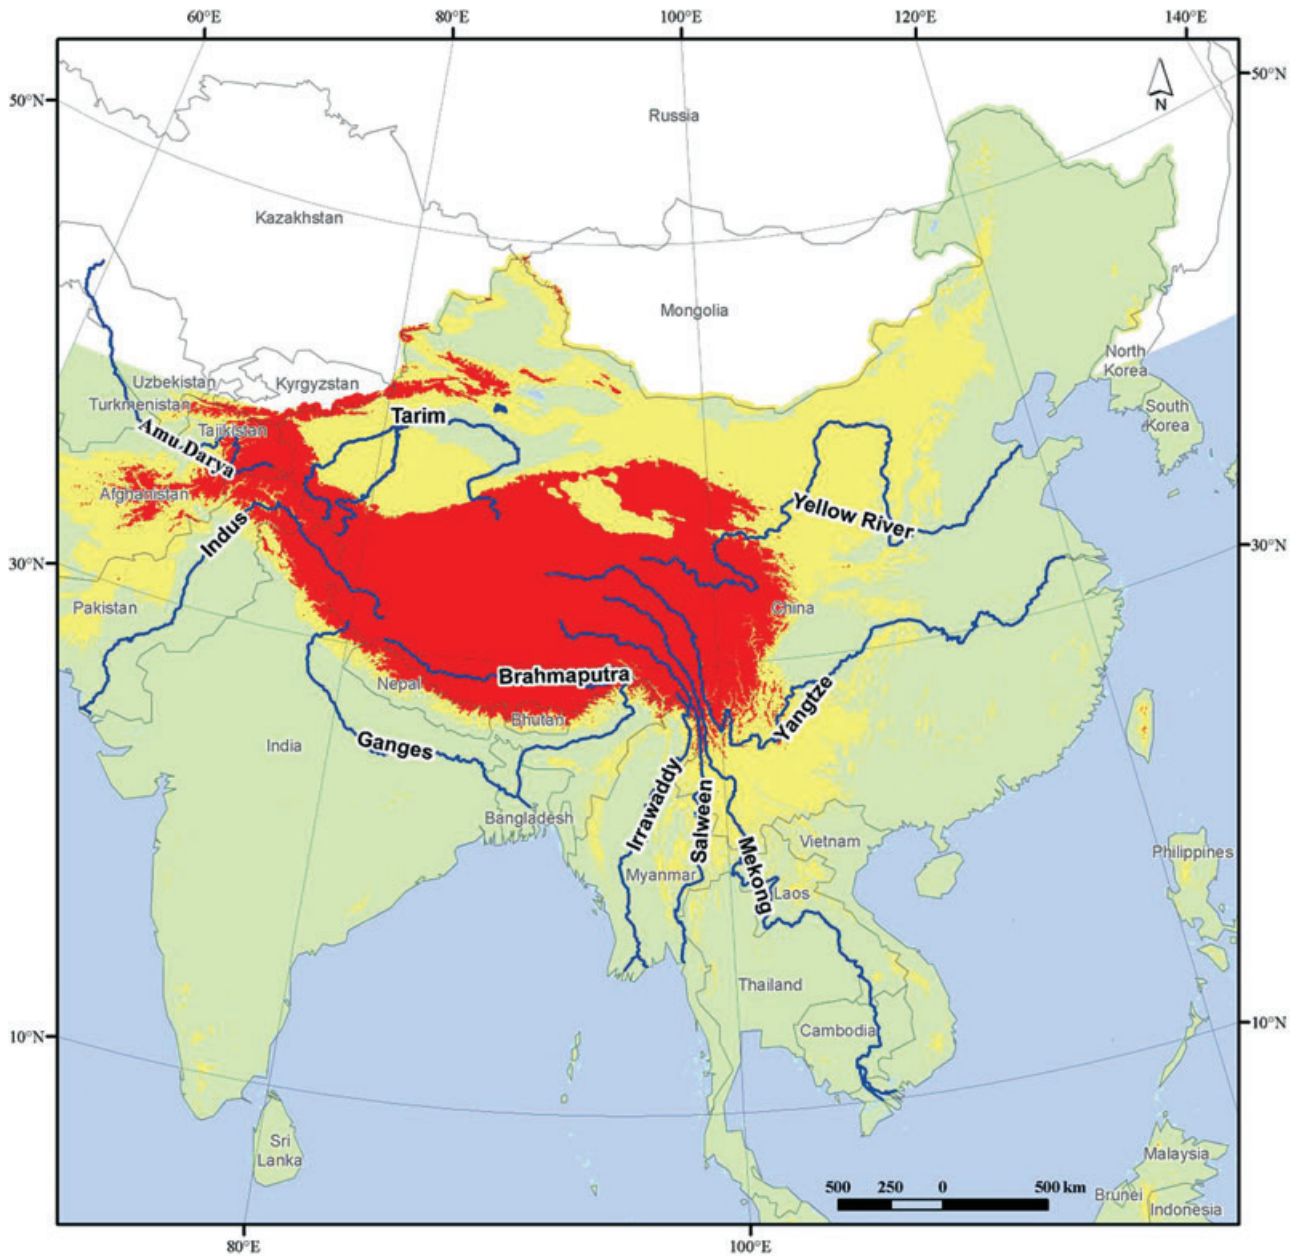 60°E
80°E
100°E
120°E
140°E
50°N
50°N
N
Russia
Kazakhstan
Mongolia
North
Korea
Uzbekistan
Kyrgyzstan
Turkmenistan
South
Korea
Tarim
Tajikistan
Amu Darya
Afghanistan
Yellow River
Indus
30°N
30°N
Pakistan
China
Brahmaputra
Nepal
Yangtze
Bhutan
India
Ganges
Irrawaddy
Salween
Bangladesh
Mekong
Vietnam
Philippines
Myanmar
Laos
Thailand
10°N
Cambodia
10°N
Sri
Lanka
Malaysia
500 250 0 500 km
Brunei
Indonesia
80°E
100°E